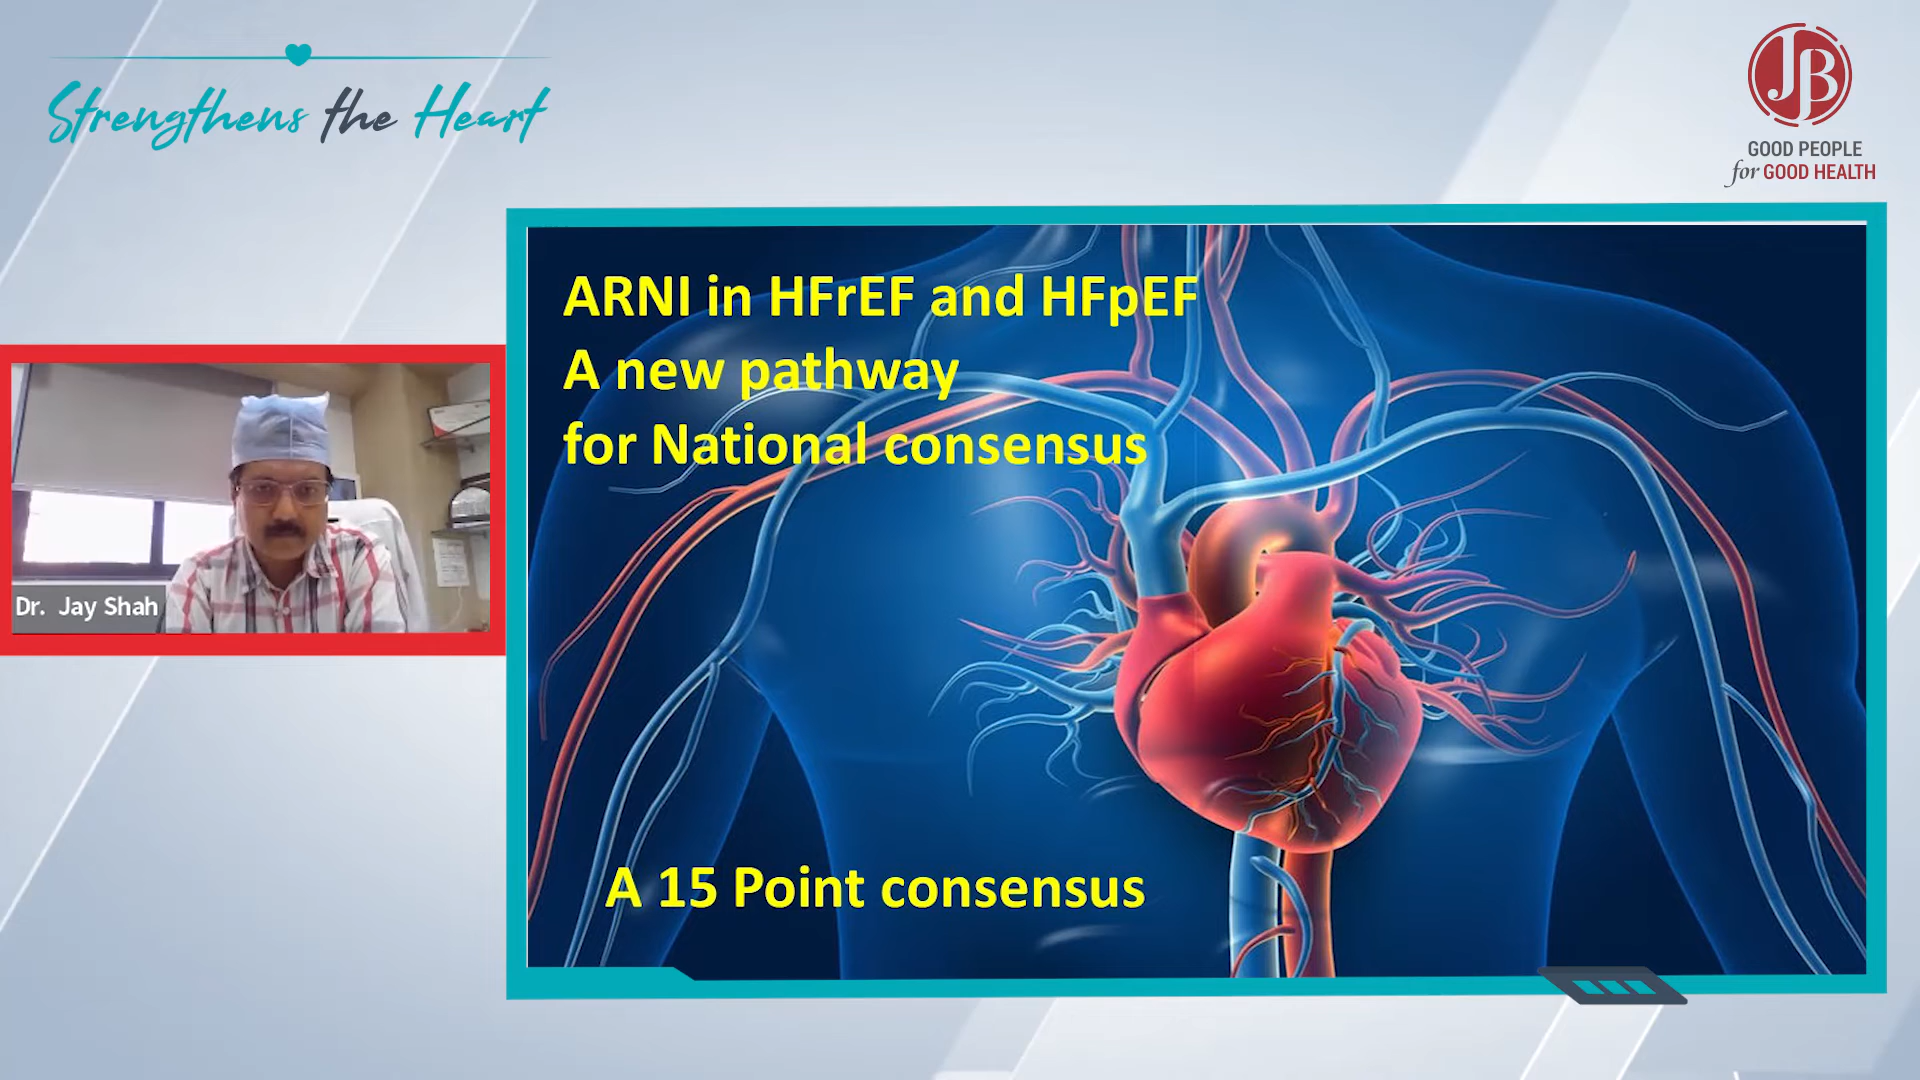 Strengthens the Heart
JB
GOOD PEOPLE
for GOOD HEALTH
ARNI in HFrEF and HFpEF
A new pathway
for National consensus
Dr. Jay Shah
A 15 Point consensus